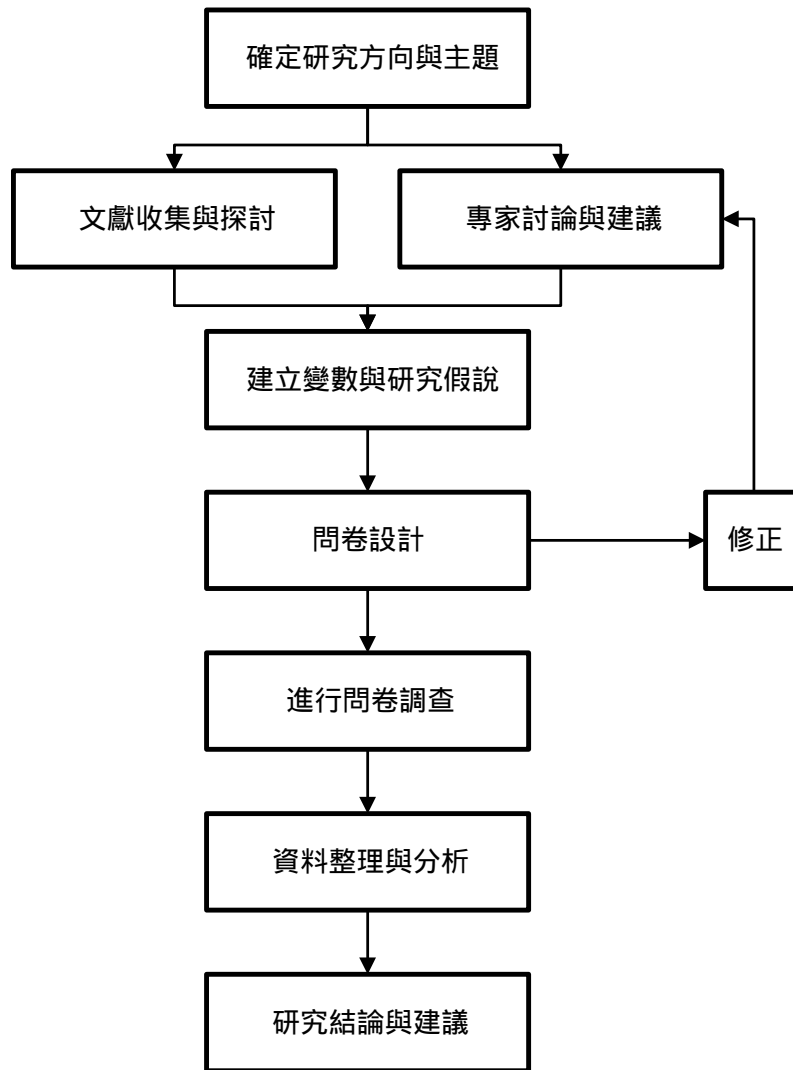 確定研究方向與主題
文獻收集與探討
專家討論與建議
建立變數與研究假說
問卷設計
修正
進行問卷調查
資料整理與分析
研究結論與建議